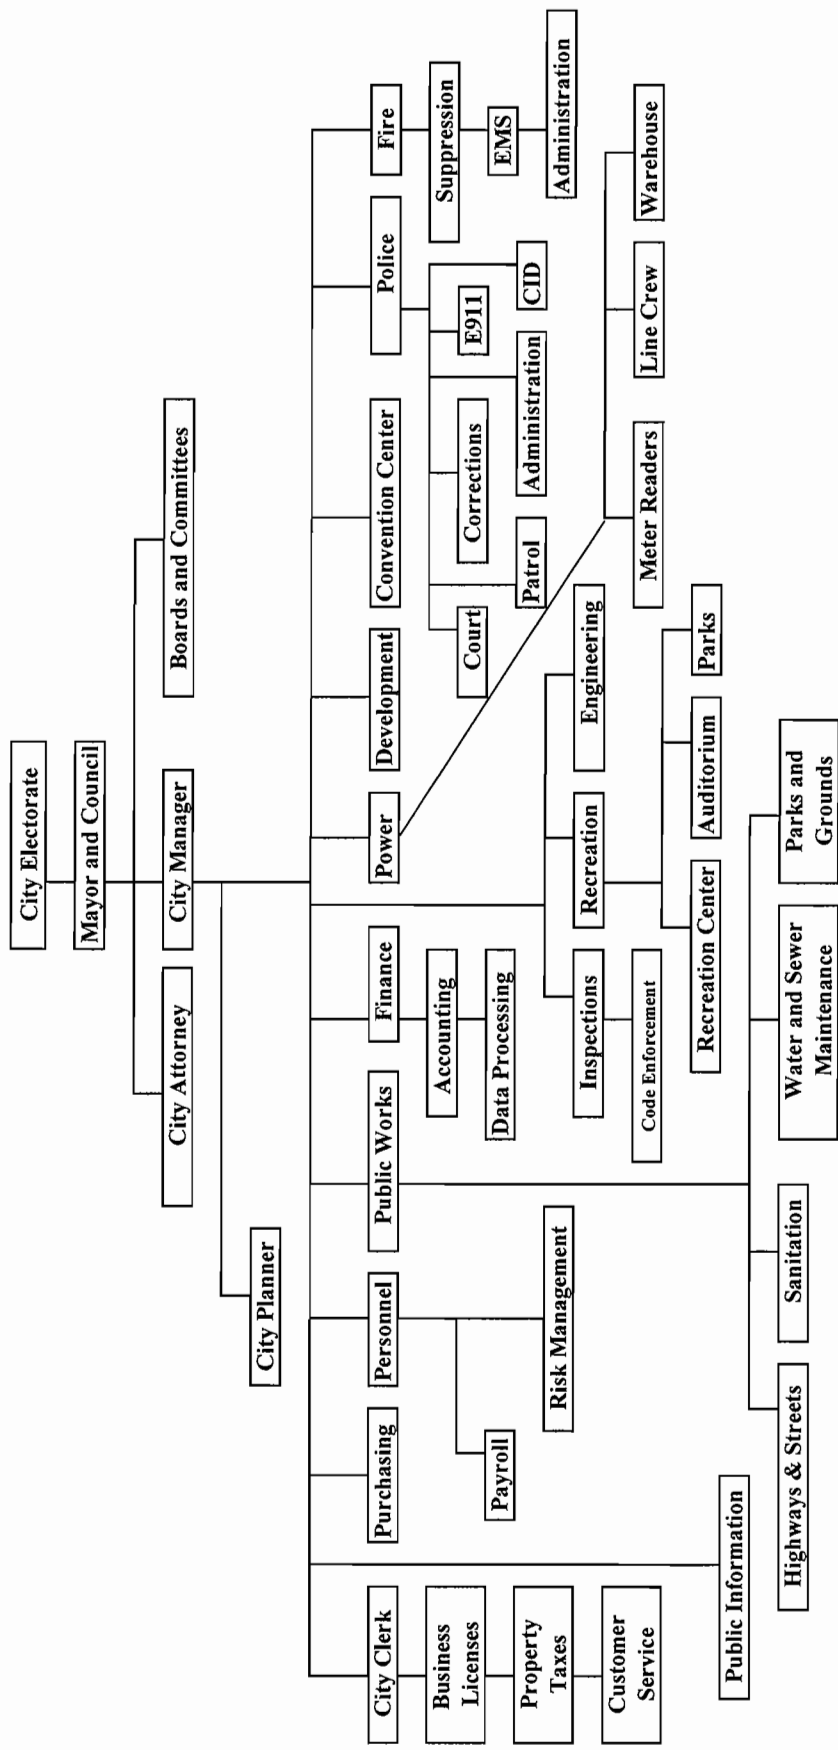 City Electorate
Mayor and Council
City Attorney
City Manager
Boards and Committees
City Planner
City Clerk
Purchasing
Personnel
Public Works
Finance
Power
Development
Convention Center
Police
Fire
Business
Licenses
Property
Taxes
Customer
Service
Public Information
Payroll
Risk Management
Accounting
Data Processing
Court
Corrections
E911
Patrol
Administration
CID
Suppression
EMS
Administration
Inspections
Recreation
Engineering
Code Enforcement
Meter Readers
Line Crew
Warehouse
Recreation Center
Auditorium
Parks
Highways & Streets
Sanitation
Water and Sewer
Maintenance
Parks and
Grounds